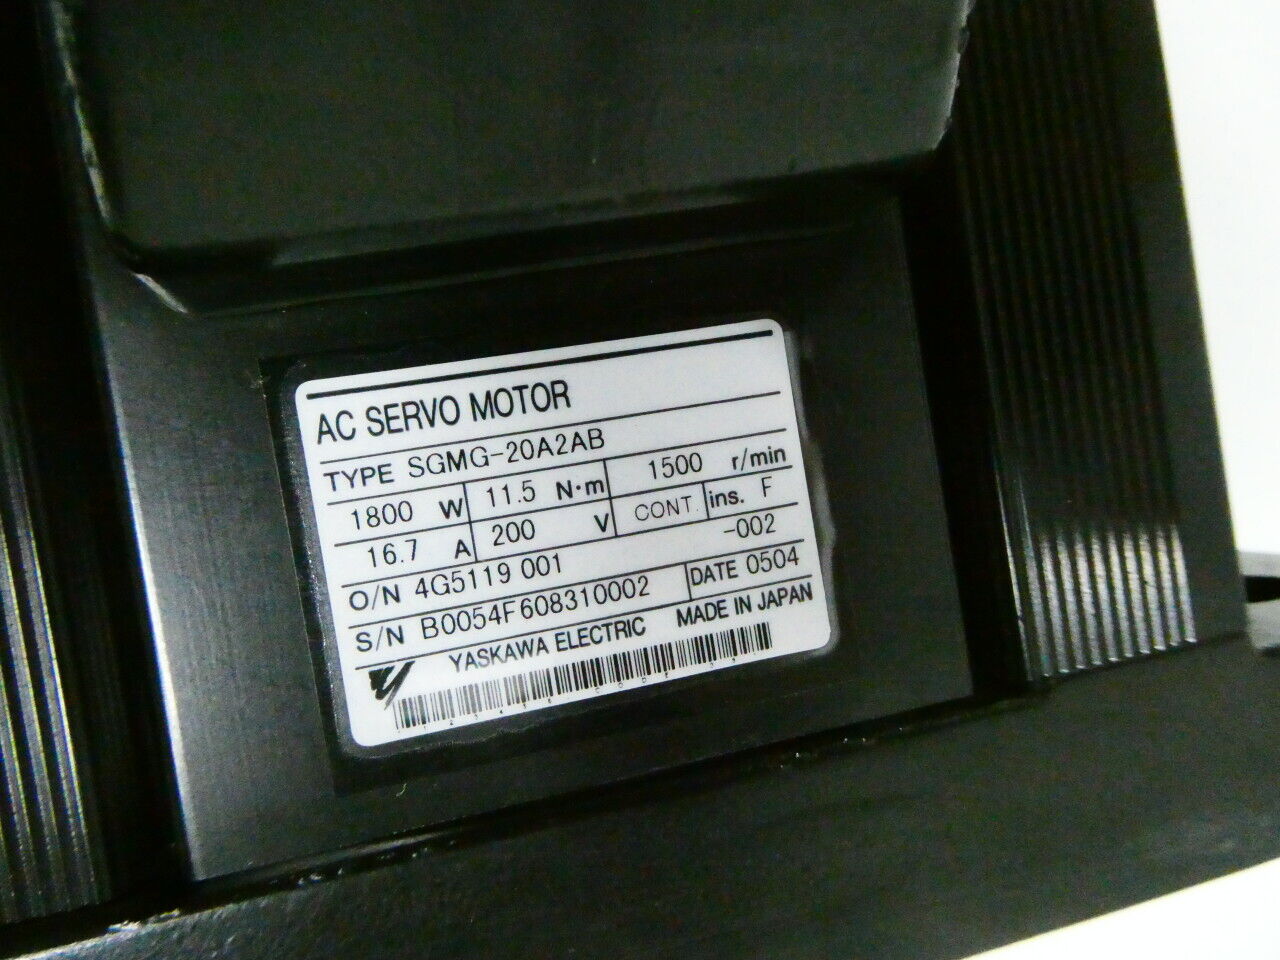 AC SERVO MOTOR
TYPE SGMG-20A2AB
1800 W 11.5 N·m 1500 r/min
16.7 A 200 V CONT. ins. F
O/N 4G5119 001 -002
S/N B0054F608310002 DATE 0504
YASKAWA ELECTRIC MADE IN JAPAN